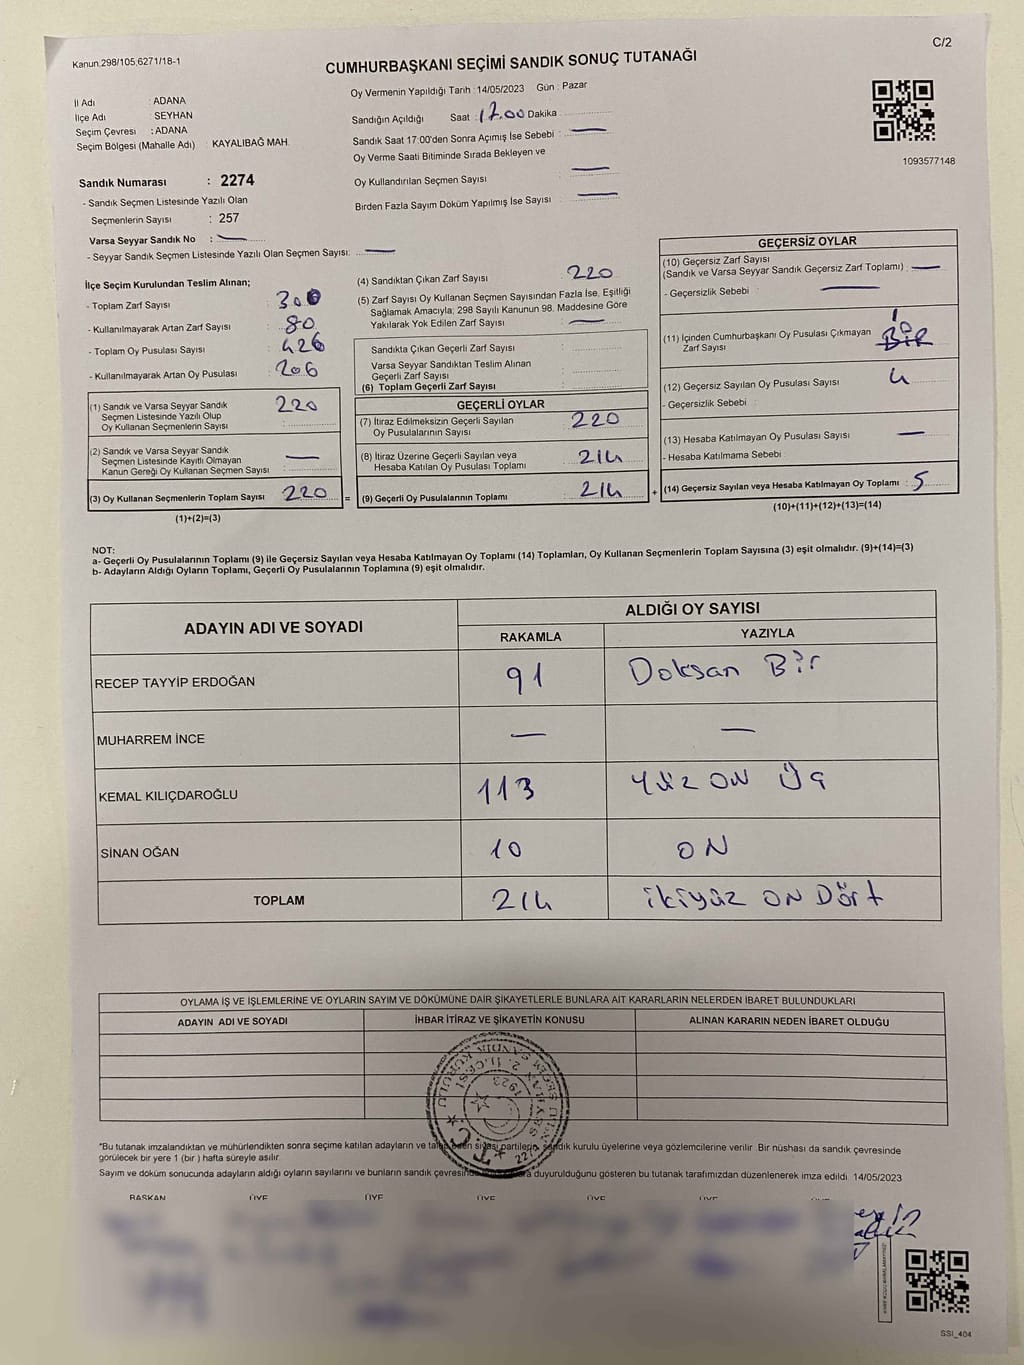 C/2
Kanun,298/105,6271/18-1
CUMHURBAŞKANI SEÇİMİ SANDIK SONUÇ TUTANAĞI
İl Adı : ADANA
İlçe Adı : SEYHAN
Seçim Çevresi : ADANA
Seçim Bölgesi (Mahalle Adı) : KAYALIBAĞ MAH.
Oy Vermenin Yapıldığı Tarih : 14/05/2023 Gün : Pazar
Sandığın Açıldığı Saat : 17.00 Dakika
Sandık Saat 17:00'den Sonra Açımış İse Sebebi : —
Oy Verme Saati Bitiminde Sırada Bekleyen ve
Oy Kullandırılan Seçmen Sayısı : —
Birden Fazla Sayım Döküm Yapılmış İse Sayısı : —
1093577148
Sandık Numarası : 2274
- Sandık Seçmen Listesinde Yazılı Olan
Seçmenlerin Sayısı : 257
Varsa Seyyar Sandık No : —
- Seyyar Sandık Seçmen Listesinde Yazılı Olan Seçmen Sayısı: —
İlçe Seçim Kurulundan Teslim Alınan;
- Toplam Zarf Sayısı : 300
- Kullanılmayarak Artan Zarf Sayısı : 80
- Toplam Oy Pusulası Sayısı : 426
- Kullanılmayarak Artan Oy Pusulası : 206
(1) Sandık ve Varsa Seyyar Sandık
Seçmen Listesinde Yazılı Olup
Oy Kullanan Seçmenlerin Sayısı : 220
(2) Sandık ve Varsa Seyyar Sandık
Seçmen Listesinde Kayıtlı Olmayan
Kanun Gereği Oy Kullanan Seçmen Sayısı : —
(3) Oy Kullanan Seçmenlerin Toplam Sayısı : 220 =
(1)+(2)=(3)
(4) Sandıktan Çıkan Zarf Sayısı : 220
(5) Zarf Sayısı Oy Kullanan Seçmen Sayısından Fazla İse, Eşitliği
Sağlamak Amacıyla; 298 Sayılı Kanunun 98. Maddesine Göre
Yakılarak Yok Edilen Zarf Sayısı : —
Sandıkta Çıkan Geçerli Zarf Sayısı :
Varsa Seyyar Sandıktan Teslim Alınan
Geçerli Zarf Sayısı :
(6) Toplam Geçerli Zarf Sayısı :
GEÇERLİ OYLAR
(7) İtiraz Edilmeksizin Geçerli Sayılan
Oy Pusulalarının Sayısı : 220
(8) İtiraz Üzerine Geçerli Sayılan veya
Hesaba Katılan Oy Pusulası Toplamı : 214
(9) Geçerli Oy Pusulalarının Toplamı : 214 +
GEÇERSİZ OYLAR
(10) Geçersiz Zarf Sayısı
(Sandık ve Varsa Seyyar Sandık Geçersiz Zarf Toplamı) : —
- Geçersizlik Sebebi : —
(11) İçinden Cumhurbaşkanı Oy Pusulası Çıkmayan
Zarf Sayısı : BİR
(12) Geçersiz Sayılan Oy Pusulası Sayısı : 4
- Geçersizlik Sebebi :
(13) Hesaba Katılmayan Oy Pusulası Sayısı : —
- Hesaba Katılmama Sebebi :
(14) Geçersiz Sayılan veya Hesaba Katılmayan Oy Toplamı : 5
(10)+(11)+(12)+(13)=(14)
NOT:
a- Geçerli Oy Pusulalarının Toplamı (9) ile Geçersiz Sayılan veya Hesaba Katılmayan Oy Toplamı (14) Toplamları, Oy Kullanan Seçmenlerin Toplam Sayısına (3) eşit olmalıdır. (9)+(14)=(3)
b- Adayların Aldığı Oyların Toplamı, Geçerli Oy Pusulalarının Toplamına (9) eşit olmalıdır.
ADAYIN ADI VE SOYADI ALDIĞI OY SAYISI
RAKAMLA YAZIYLA
RECEP TAYYİP ERDOĞAN 91 Doksan Bir
MUHARREM İNCE — —
KEMAL KILIÇDAROĞLU 113 Yüz ON Üç
SİNAN OĞAN 10 ON
TOPLAM 214 ikiyüz ON Dört
OYLAMA İŞ VE İŞLEMLERİNE VE OYLARIN SAYIM VE DÖKÜMÜNE DAİR ŞİKAYETLERLE BUNLARA AİT KARARLARIN NELERDEN İBARET BULUNDUKLARI
ADAYIN ADI VE SOYADI İHBAR İTİRAZ VE ŞİKAYETİN KONUSU ALINAN KARARIN NEDEN İBARET OLDUĞU
T.C. 1923
*Bu tutanak imzalandıktan ve mühürlendikten sonra seçime katılan adayların ve siyasi partilerin sandık kurulu üyelerine veya gözlemcilerine verilir. Bir nüshası da sandık çevresinde
görülecek bir yere 1 (bir ) hafta süreyle asılır.
Sayım ve döküm sonucunda adayların aldığı oyların sayılarını ve bunların sandık çevresinde duyurulduğunu gösteren bu tutanak tarafımızdan düzenlenerek imza edildi. 14/05/2023
BAŞKAN ÜYE ÜYE ÜYE ÜYE ÜYE ÜYE
SSI_404